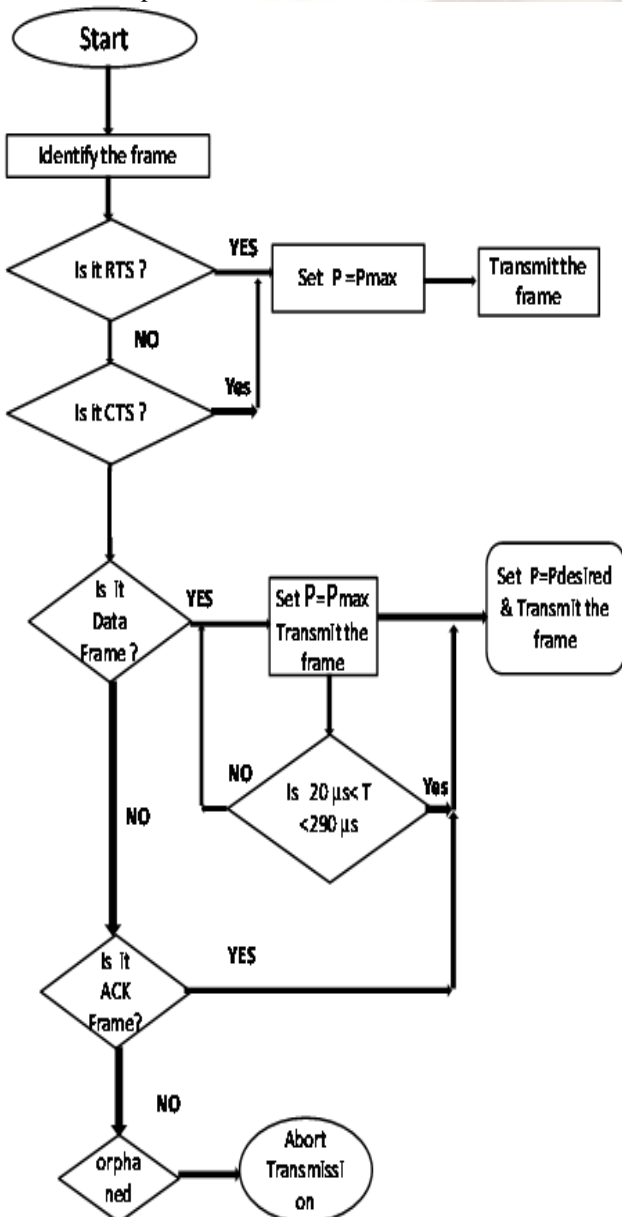 Start
Identify the frame
Is it RTS ?
YES
Set P =Pmax
Transmit the
frame
NO
Is it CTS ?
Yes
Is it
Data
Frame ?
YES
Set P=Pmax
Transmit the
frame
Set P=Pdesired
& Transmit the
frame
NO
Is 20 µs< T
<290 µs
Yes
NO
Is it
ACK
Frame?
YES
NO
orpha
ned
Abort
Transmissi
on